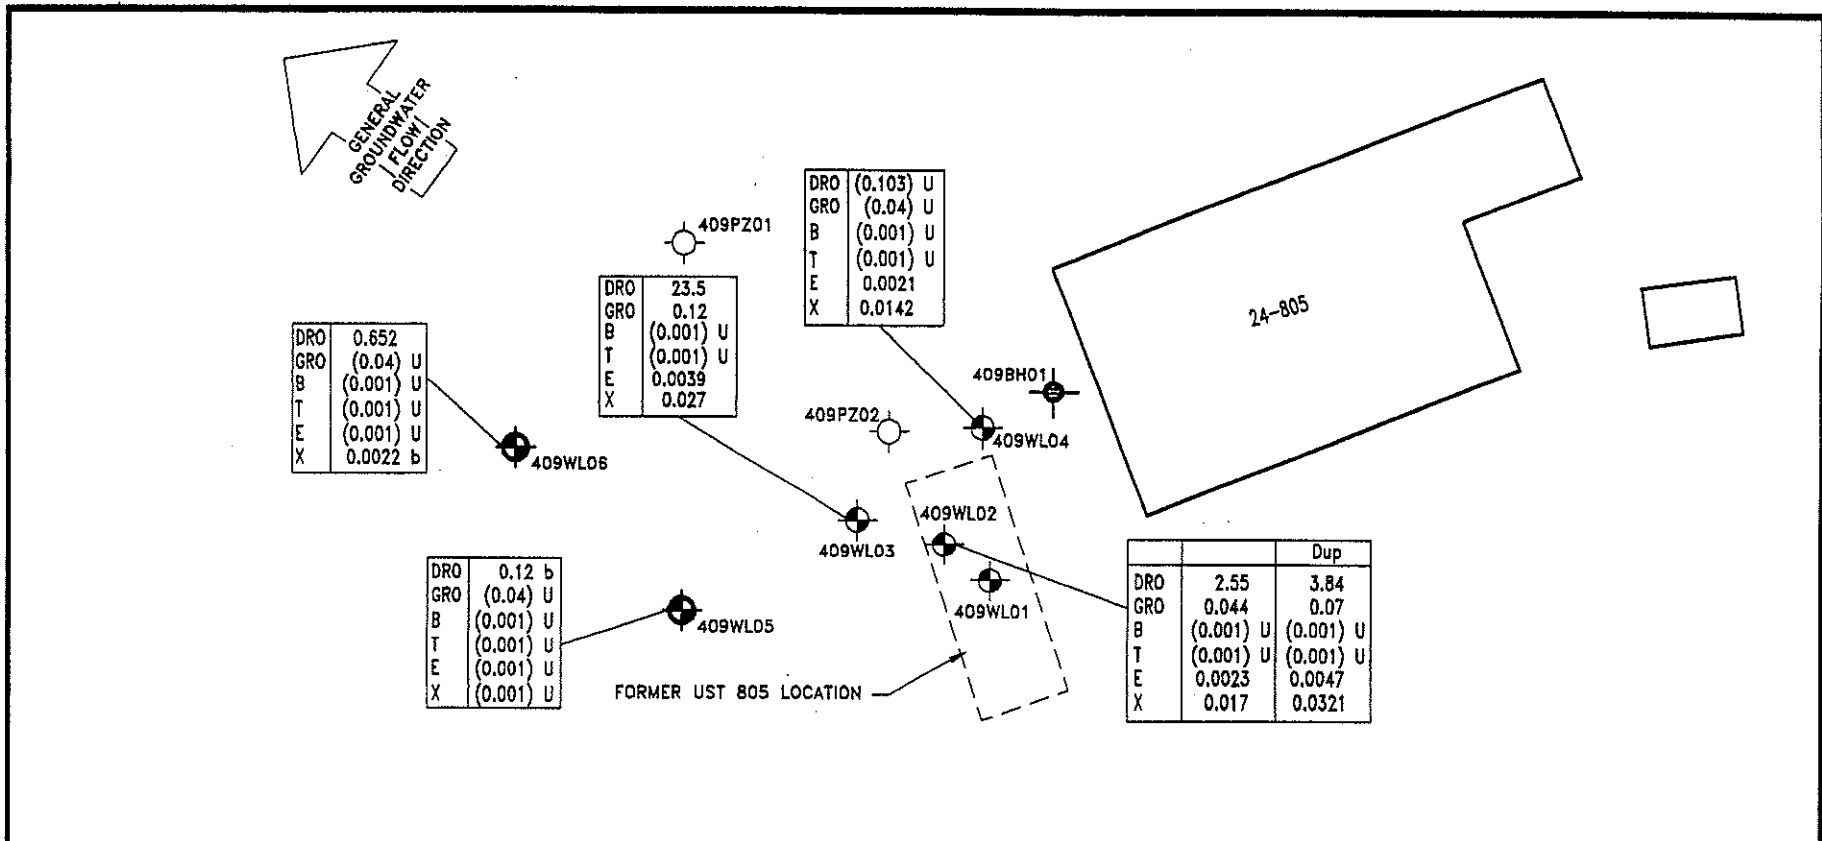 GENERAL
GROUNDWATER
FLOW
DIRECTION
409PZ01
DRO (0.103) U
GRO (0.04) U
B (0.001) U
T (0.001) U
E 0.0021
X 0.0142
24-805
DRO 23.5
GRO 0.12
B (0.001) U
T (0.001) U
E 0.0039
X 0.027
DRO 0.652
GRO (0.04) U
B (0.001) U
T (0.001) U
E (0.001) U
X 0.0022 b
409BH01
409PZ02
409WL04
409WL06
409WL02
409WL03
Dup
DRO 2.55 3.84
GRO 0.044 0.07
B (0.001) U (0.001) U
T (0.001) U (0.001) U
E 0.0023 0.0047
X 0.017 0.0321
DRO 0.12 b
GRO (0.04) U
B (0.001) U
T (0.001) U
E (0.001) U
X (0.001) U
409WL01
409WL05
FORMER UST 805 LOCATION